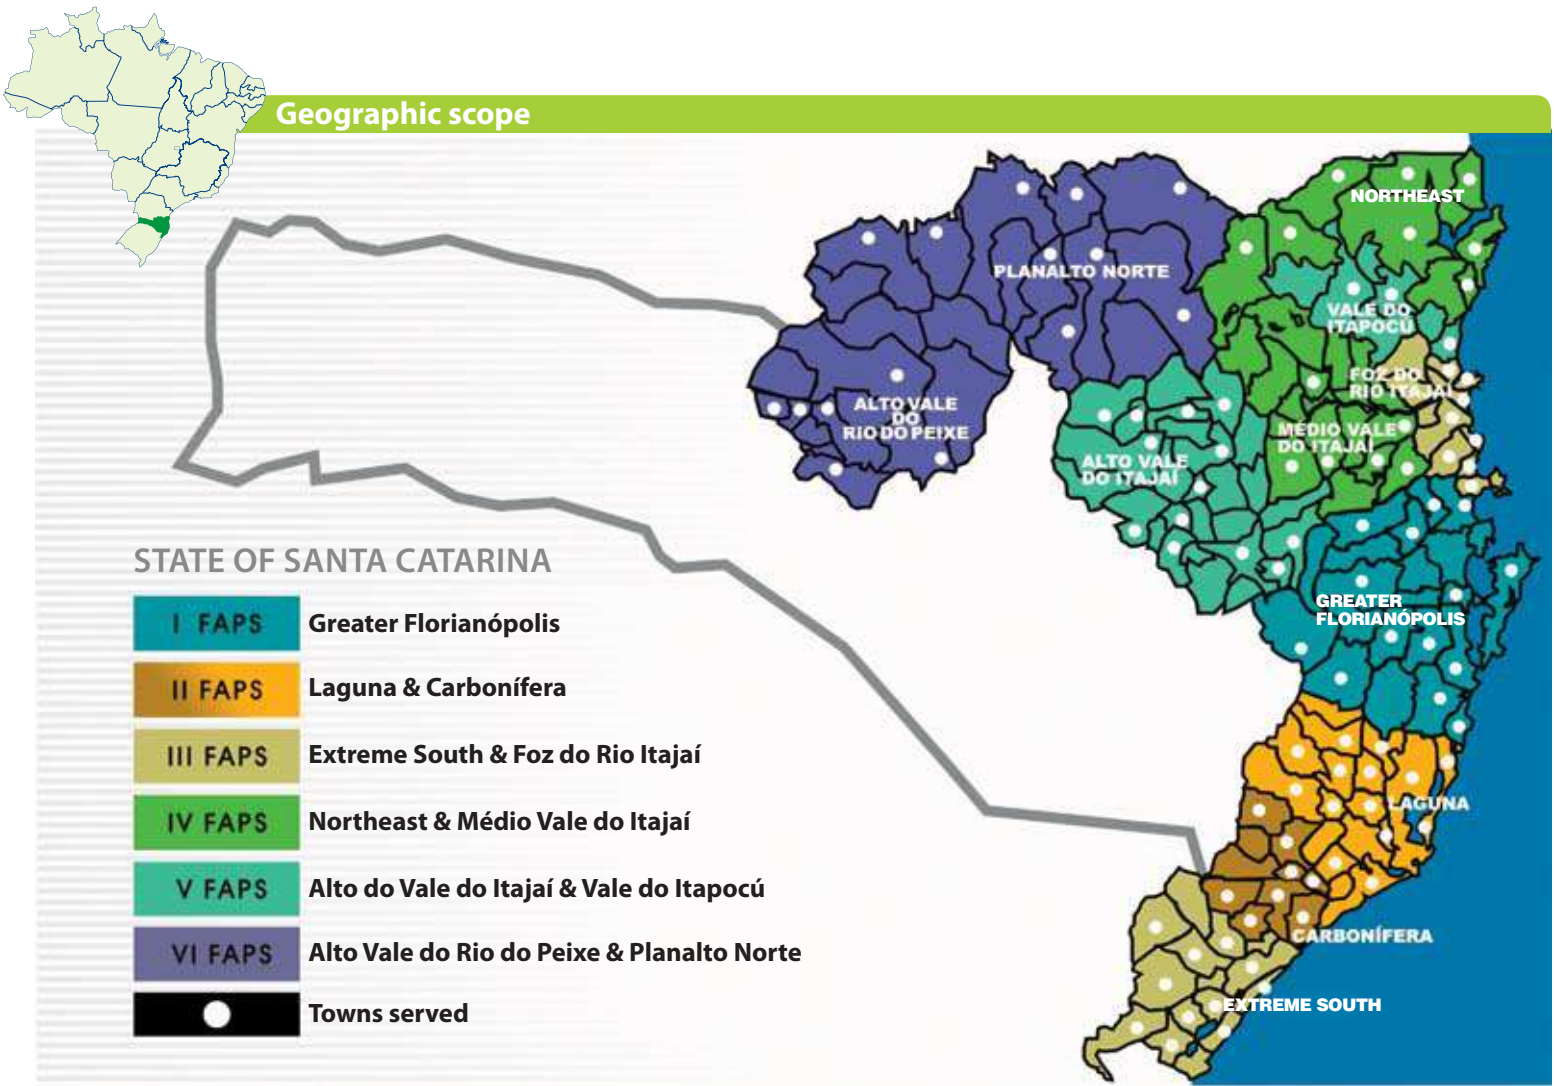 Geographic scope
NORTHEAST
PLANALTO NORTE
VALE DO
ITAPOCÚ
FOZ DO
RIO ITAJAÍ
ALTO VALE
DO
RIO DO PEIXE
MÉDIO VALE
DO ITAJAÍ
ALTO VALE
DO ITAJAÍ
GREATER
FLORIANÓPOLIS
LAGUNA
CARBONÍFERA
EXTREME SOUTH
STATE OF SANTA CATARINA
I FAPS Greater Florianópolis
II FAPS Laguna & Carbonífera
III FAPS Extreme South & Foz do Rio Itajaí
IV FAPS Northeast & Médio Vale do Itajaí
V FAPS Alto do Vale do Itajaí & Vale do Itapocú
VI FAPS Alto Vale do Rio do Peixe & Planalto Norte
Towns served